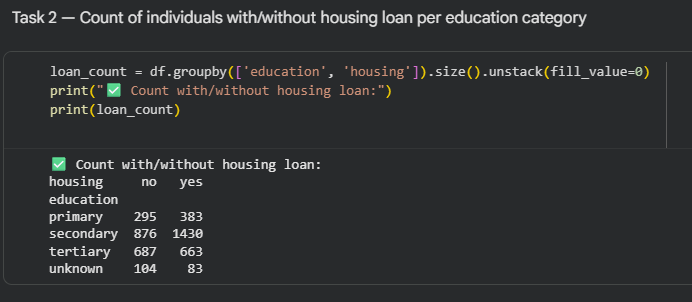 Task 2 — Count of individuals with/without housing loan per education category
loan_count = df.groupby(['education', 'housing']).size().unstack(fill_value=0)
print("✅ Count with/without housing loan:")
print(loan_count)
✅ Count with/without housing loan:
housing     no   yes
education
primary    295   383
secondary  876  1430
tertiary   687   663
unknown    104    83